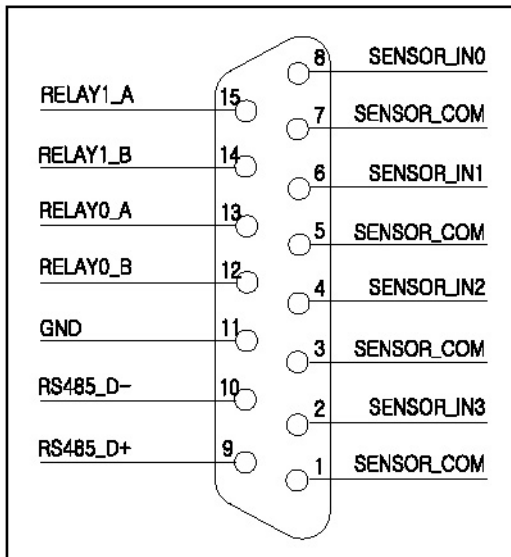 8 SENSOR_IN0
RELAY1_A 15
7 SENSOR_COM
RELAY1_B 14
6 SENSOR_IN1
RELAY0_A 13
5 SENSOR_COM
RELAY0_B 12
4 SENSOR_IN2
GND 11
3 SENSOR_COM
RS485_D- 10
2 SENSOR_IN3
RS485_D+ 9
1 SENSOR_COM